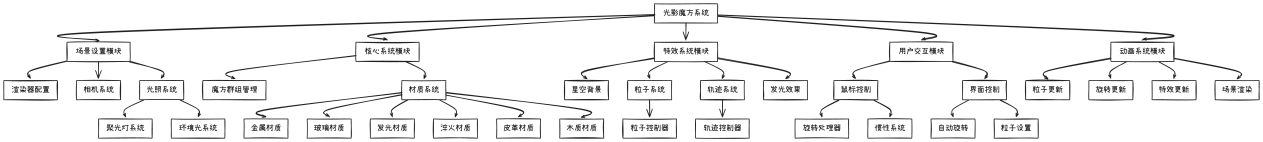 光影魔方系统
场景设置模块
核心系统模块
特效系统模块
用户交互模块
动画系统模块
渲染器配置
相机系统
光照系统
魔方群组管理
材质系统
星空背景
粒子系统
轨迹系统
发光效果
鼠标控制
界面控制
粒子更新
旋转更新
特效更新
场景渲染
聚光灯系统
环境光系统
金属材质
玻璃材质
发光材质
淬火材质
皮革材质
木质材质
粒子控制器
轨迹控制器
旋转处理器
惯性系统
自动旋转
粒子设置